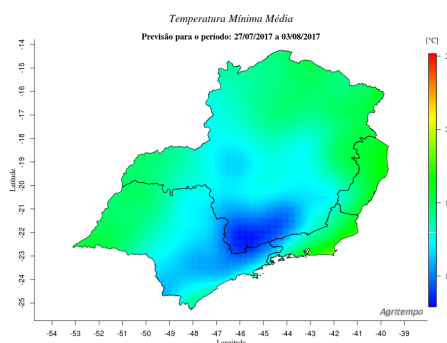 Temperatura Mínima Média
Previsão para o período: 27/07/2017 a 03/08/2017
[°C]
-14
-15
-16
-17
-18
-19
-20
-21
-22
-23
-24
-25
Latitude
Agritempo
-54 -53 -52 -51 -50 -49 -48 -47 -46 -45 -44 -43 -42 -41 -40 -39
Longitude